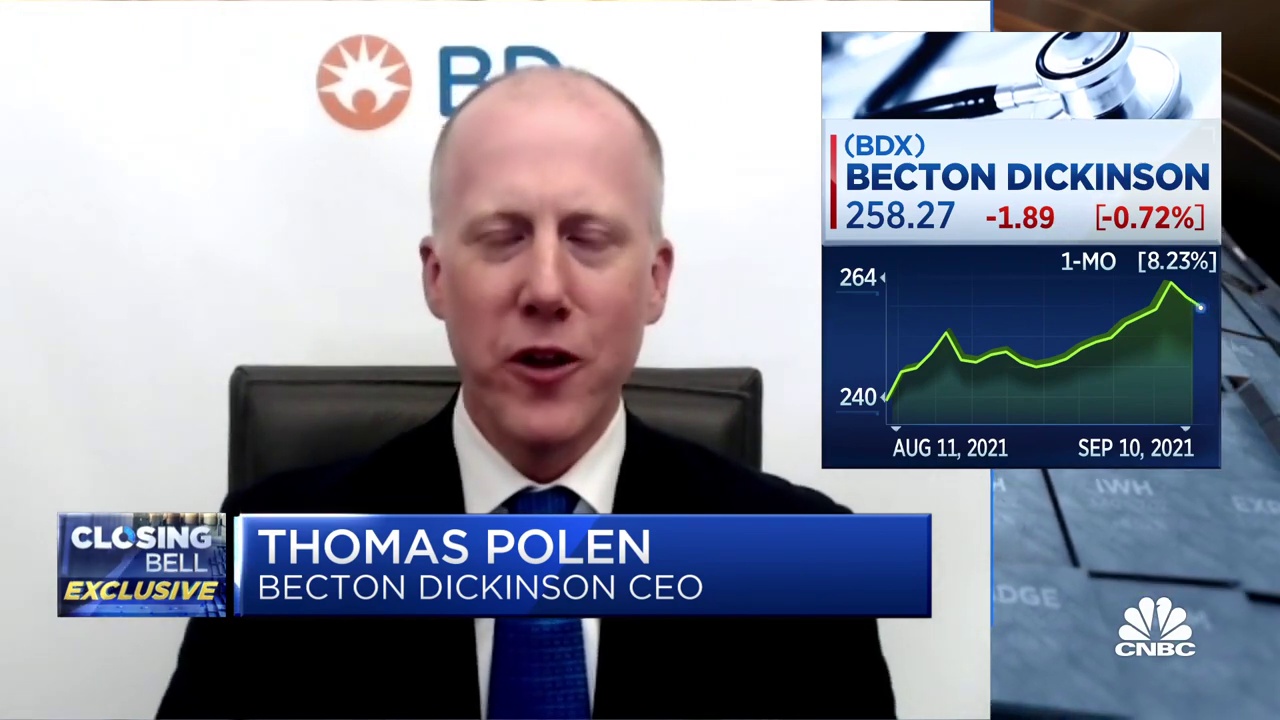 BD
(BDX)
BECTON DICKINSON
258.27 -1.89 [-0.72%]
1-MO [8.23%]
264
240
AUG 11, 2021 SEP 10, 2021
CLOSING
BELL
EXCLUSIVE
THOMAS POLEN
BECTON DICKINSON CEO
IWH
CNBC